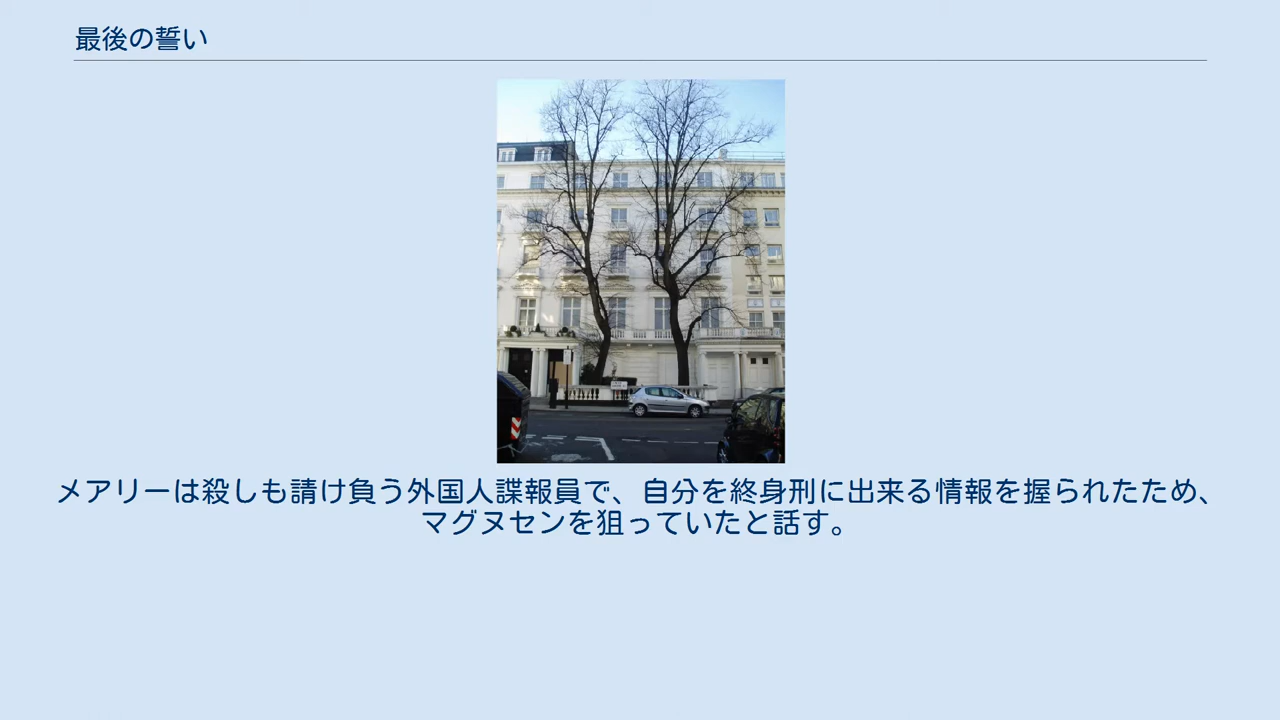 最後の誓い
メアリーは殺しも請け負う外国人諜報員で、自分を終身刑に出来る情報を握られたため、
マグヌセンを狙っていたと話す。